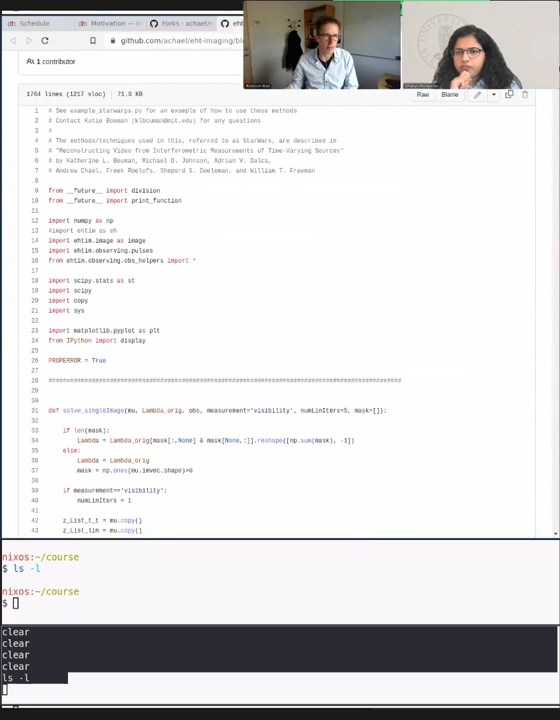 Schedule
Motivation —
Forks · achael/e
eht
github.com/achael/eht-imaging/bl
1 contributor
1764 lines (1217 sloc) 71.8 KB
Raw
Blame
1 # See example_starwarps.py for an example of how to use these methods
2 # Contact Katie Bouman [klbouman@mit.edu] for any questions
3 #
4 # The methods/techniques used in this, referred to as StarWars, are described in
5 # "Reconstructing Video from Interferometric Measurements of Time-Varying Sources"
6 # by Katherine L. Bouman, Michael D. Johnson, Adrian V. Dalca,
7 # Andrew Chael, Freek Roelofs, Sheperd S. Doeleman, and William T. Freeman
8
9 from __future__ import division
10 from __future__ import print_function
11
12 import numpy as np
13 #import ehtim as eh
14 import ehtim.image as image
15 import ehtim.observing.pulses
16 from ehtim.observing.obs_helpers import *
17
18 import scipy.stats as st
19 import scipy
20 import copy
21 import sys
22
23 import matplotlib.pyplot as plt
24 from IPython import display
25
26 PROPERROR = True
27
28
29
30
31 def solve_singleImage(mu, Lambda_orig, obs, measurement='visibility', numLinIters=5, mask=[]):
32
33 if len(mask):
34 Lambda = Lambda_orig[mask[:,None] & mask[None,:]].reshape([np.sum(mask), -1])
35 else:
36 Lambda = Lambda_orig
37 mask = np.ones(mu.imvec.shape)>0
38
39 if measurement=='visibility':
40 numLinIters = 1
41
42 z_List_t_t = mu.copy()
43 z_List_lin = mu.copy()
nixos:~/course
$ ls -l
nixos:~/course
$
clear
clear
clear
clear
ls -l